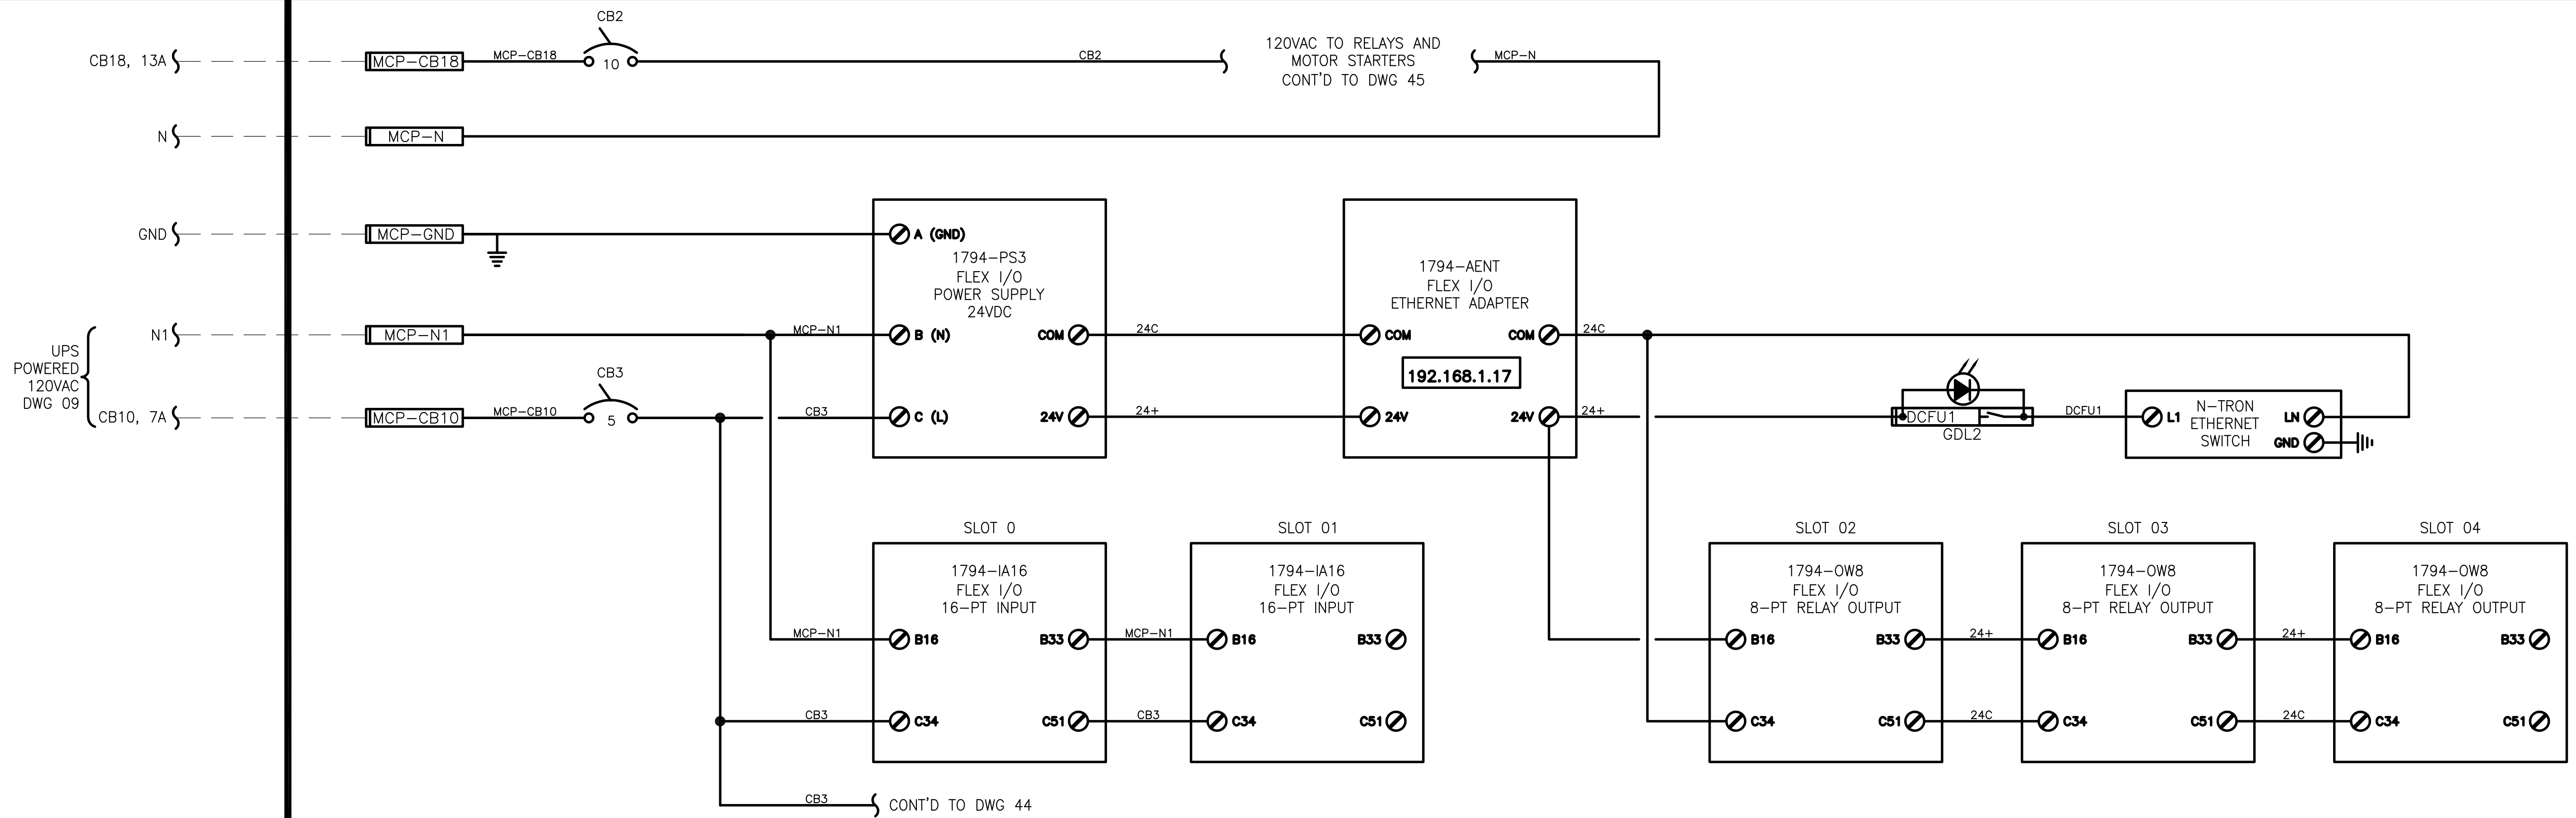 CB2
CB18, 13A
MCP-CB18
MCP-CB18
10
CB2
120VAC TO RELAYS AND
MOTOR STARTERS
CONT'D TO DWG 45
MCP-N
N
MCP-N
GND
MCP-GND
A (GND)
1794-PS3
FLEX I/O
POWER SUPPLY
24VDC
1794-AENT
FLEX I/O
ETHERNET ADAPTER
UPS
POWERED
120VAC
DWG 09
N1
MCP-N1
MCP-N1
B (N)
COM
24C
COM
COM
24C
192.168.1.17
CB3
CB10, 7A
MCP-CB10
MCP-CB10
5
CB3
C (L)
24V
24+
24V
24V
24+
DCFU1
GDL2
DCFU1
L1
N-TRON
ETHERNET
SWITCH
LN
GND
SLOT 0
1794-IA16
FLEX I/O
16-PT INPUT
MCP-N1
B16
B33
CB3
C34
C51
SLOT 01
1794-IA16
FLEX I/O
16-PT INPUT
MCP-N1
B16
B33
CB3
C34
C51
SLOT 02
1794-OW8
FLEX I/O
8-PT RELAY OUTPUT
B16
B33
C34
C51
SLOT 03
1794-OW8
FLEX I/O
8-PT RELAY OUTPUT
24+
B16
B33
24C
C34
C51
SLOT 04
1794-OW8
FLEX I/O
8-PT RELAY OUTPUT
24+
B16
B33
24C
C34
C51
CB3
CONT'D TO DWG 44